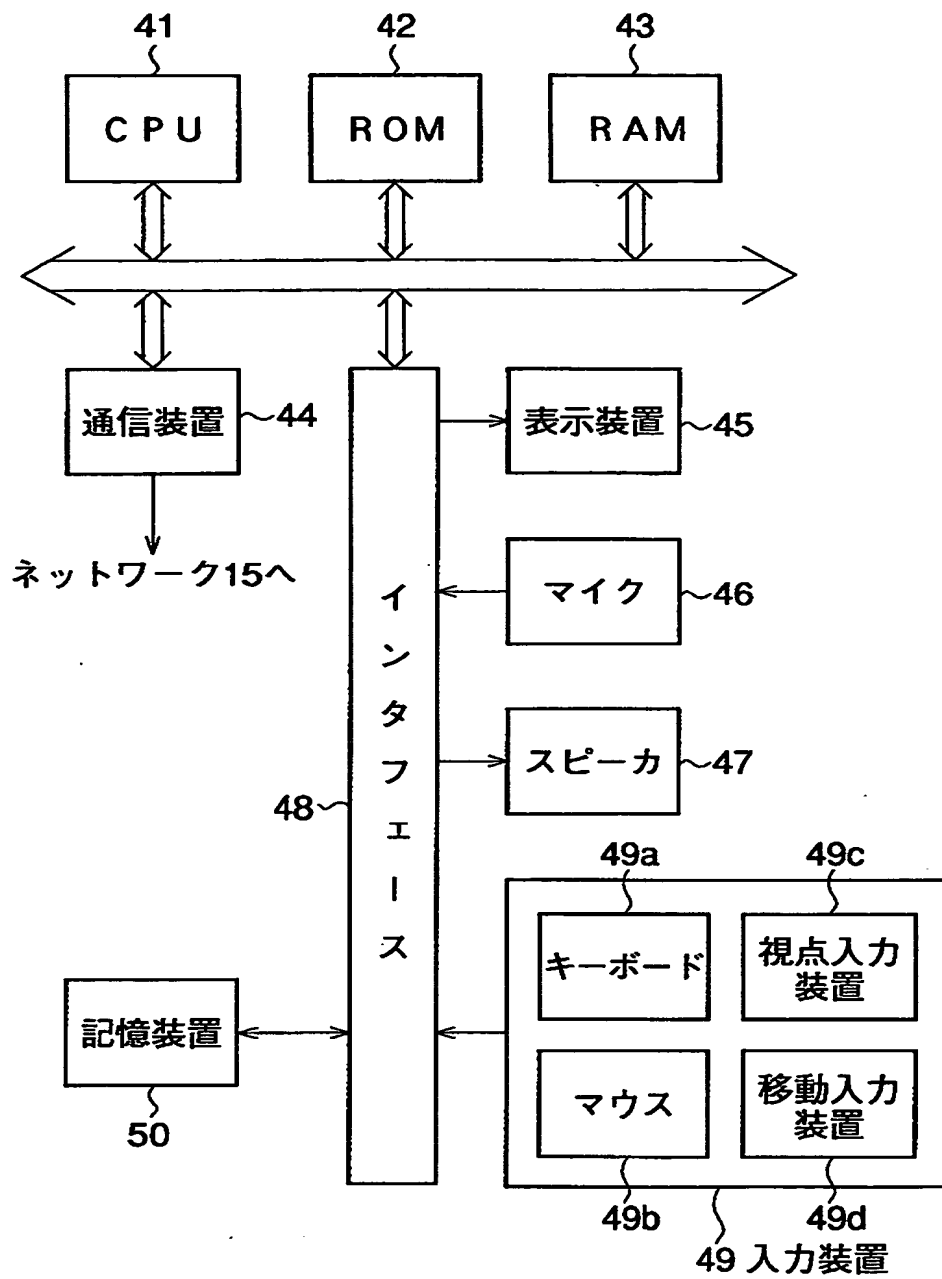 41
42
43
CPU
ROM
RAM
通信装置
44
表示装置
45
ネットワーク15へ
マイク
46
インタフェース
48
スピーカ
47
49a
49c
キーボード
視点入力
装置
記憶装置
50
マウス
移動入力
装置
49b
49d
49 入力装置